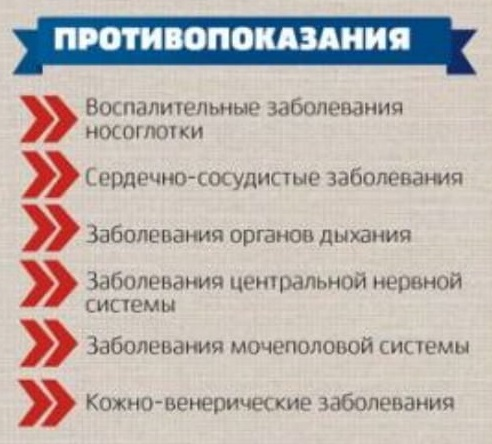 ПРОТИВОПОКАЗАНИЯ
Воспалительные заболевания
носоглотки
Сердечно-сосудистые заболевания
Заболевания органов дыхания
Заболевания центральной нервной
системы
Заболевания мочеполовой системы
Кожно-венерические заболевания